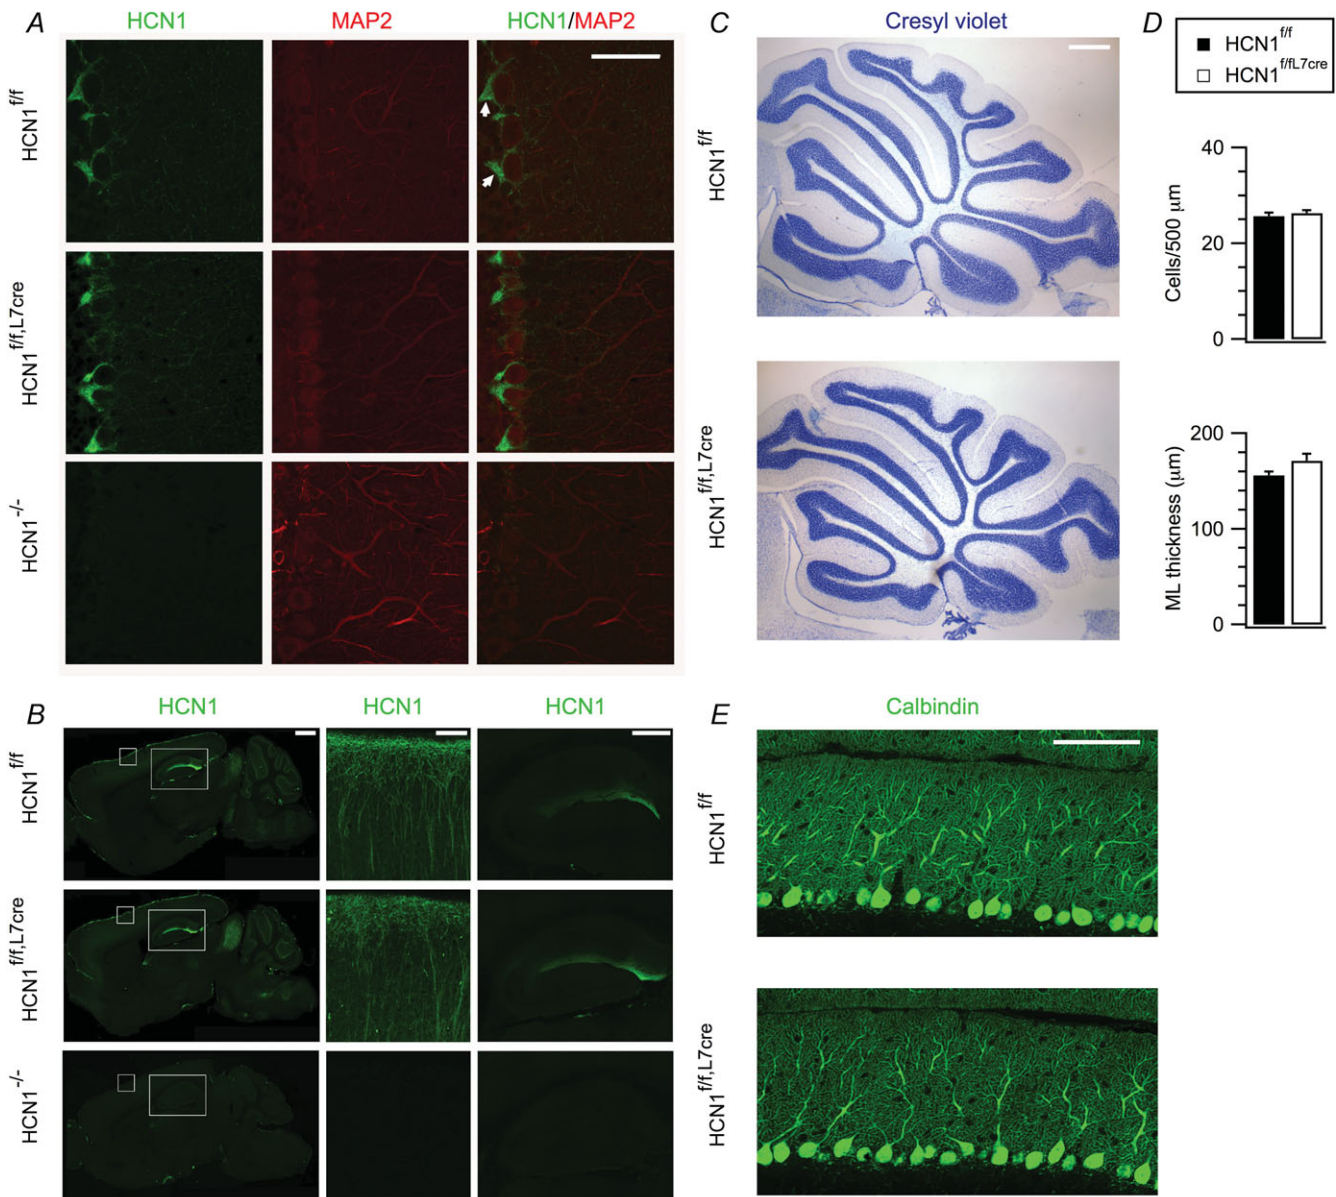 A
HCN1
MAP2
HCN1/MAP2
HCN1f/f
HCN1f/f,L7cre
HCN1-/-
C
Cresyl violet
HCN1f/f
HCN1f/f,L7cre
D
HCN1f/f
HCN1f/fL7cre
40
20
0
Cells/500 µm
200
100
0
ML thickness (µm)
B
HCN1
HCN1
HCN1
HCN1f/f
HCN1f/f,L7cre
HCN1-/-
E
Calbindin
HCN1f/f
HCN1f/f,L7cre